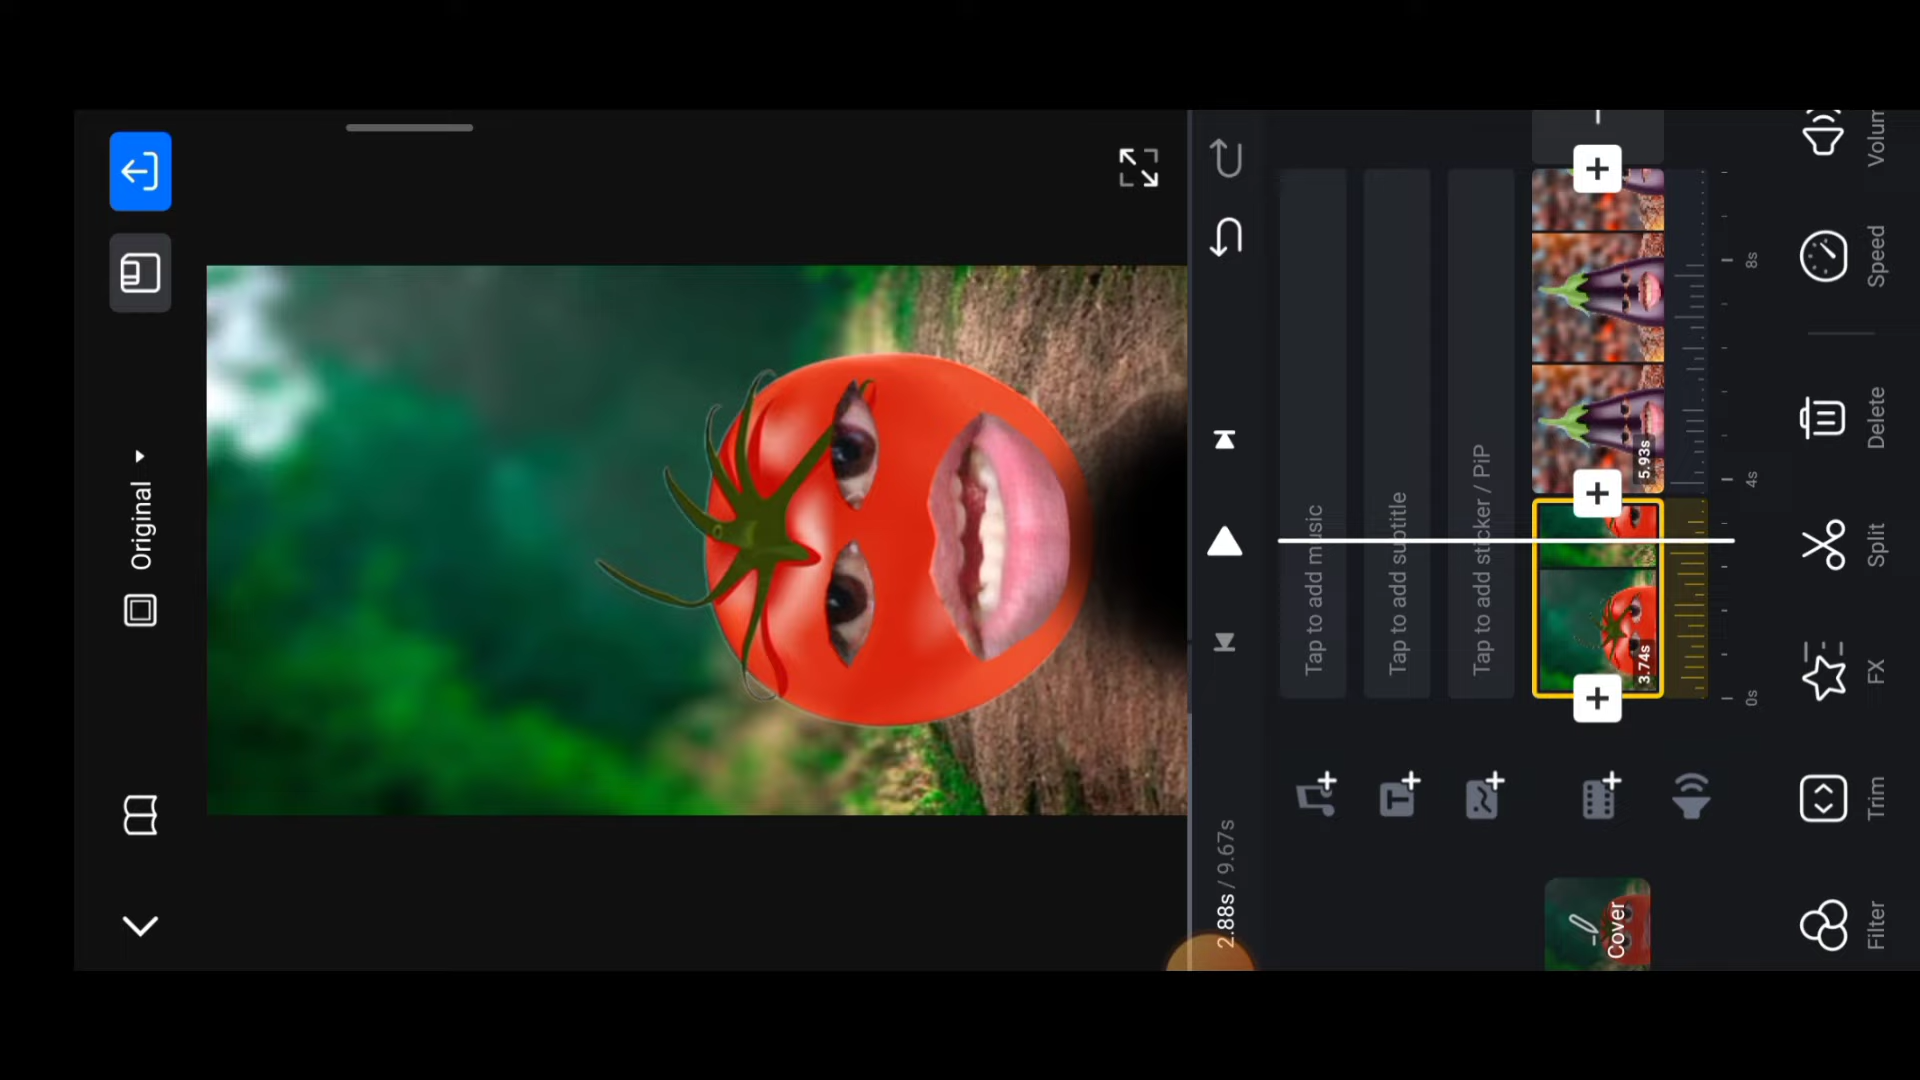 Original
2.88s / 9.67s
Tap to add music
Tap to add subtitle
Tap to add sticker / PiP
Cover
3.74s
5.93s
0s 4s 8s
Filter Trim FX Split Delete Speed Volum